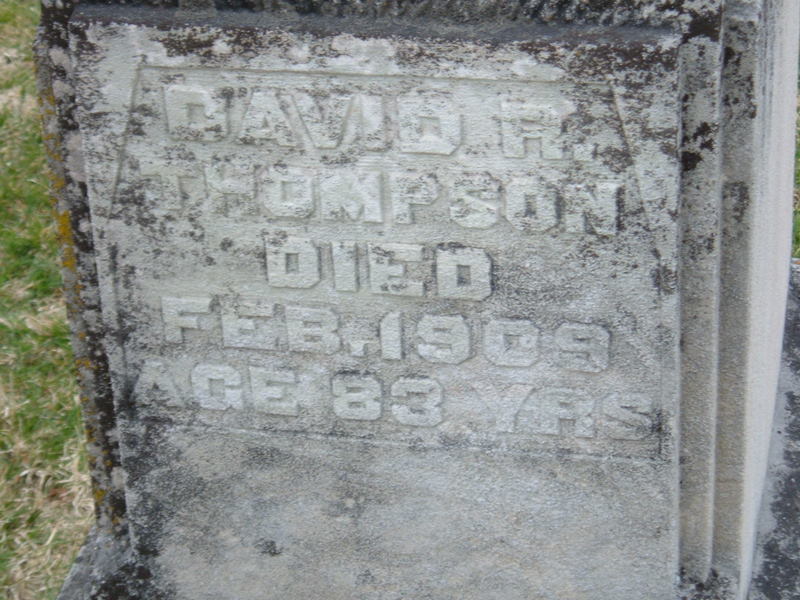 DAVID R.
THOMPSON
DIED
FEB. 1909
AGE 83 YRS